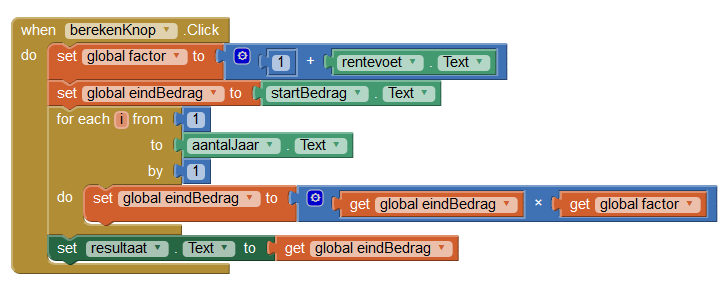 when berekenKnop .Click
do set global factor to 1 + rentevoet . Text
set global eindBedrag to startBedrag . Text
for each i from 1
to aantalJaar . Text
by 1
do set global eindBedrag to get global eindBedrag × get global factor
set resultaat . Text to get global eindBedrag